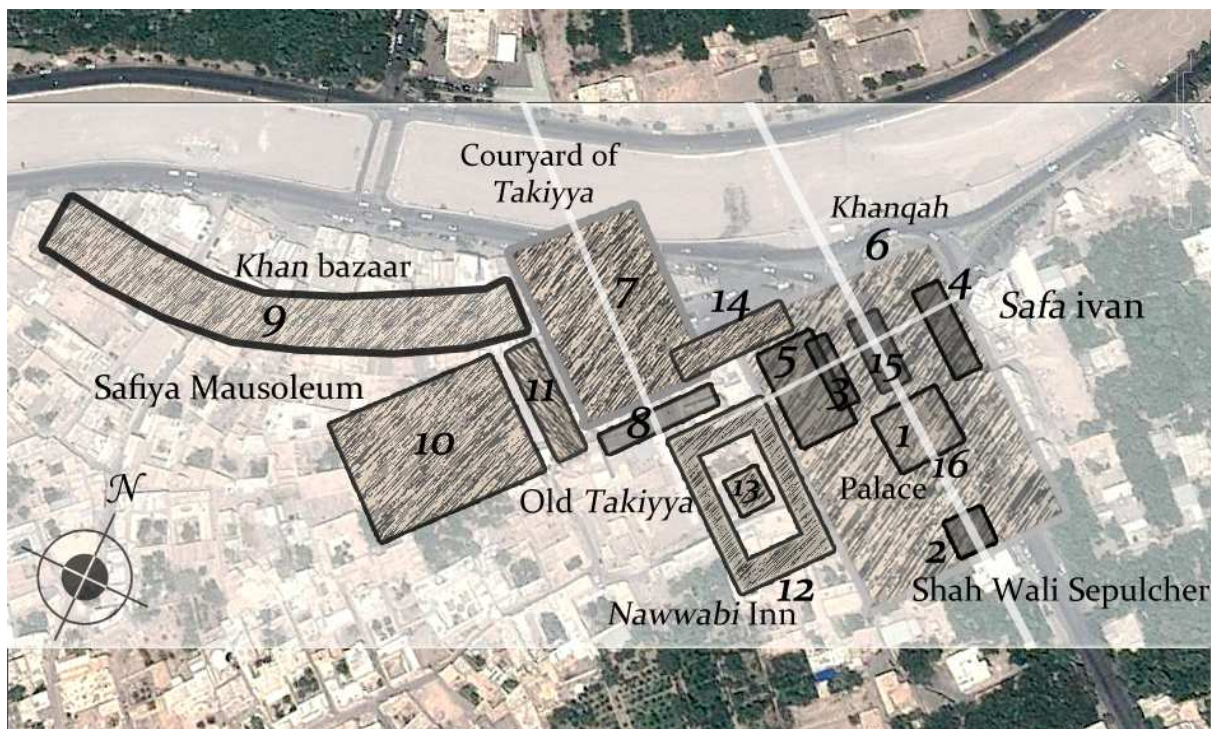 Couryard of
Takiyya
Khanqah
6
4
Safa ivan
Khan bazaar
9
7
14
5
3
15
1
16
Safiya Mausoleum
11
10
8
Old Takiyya
13
Palace
2
12
Shah Wali Sepulcher
Nawwabi Inn
N